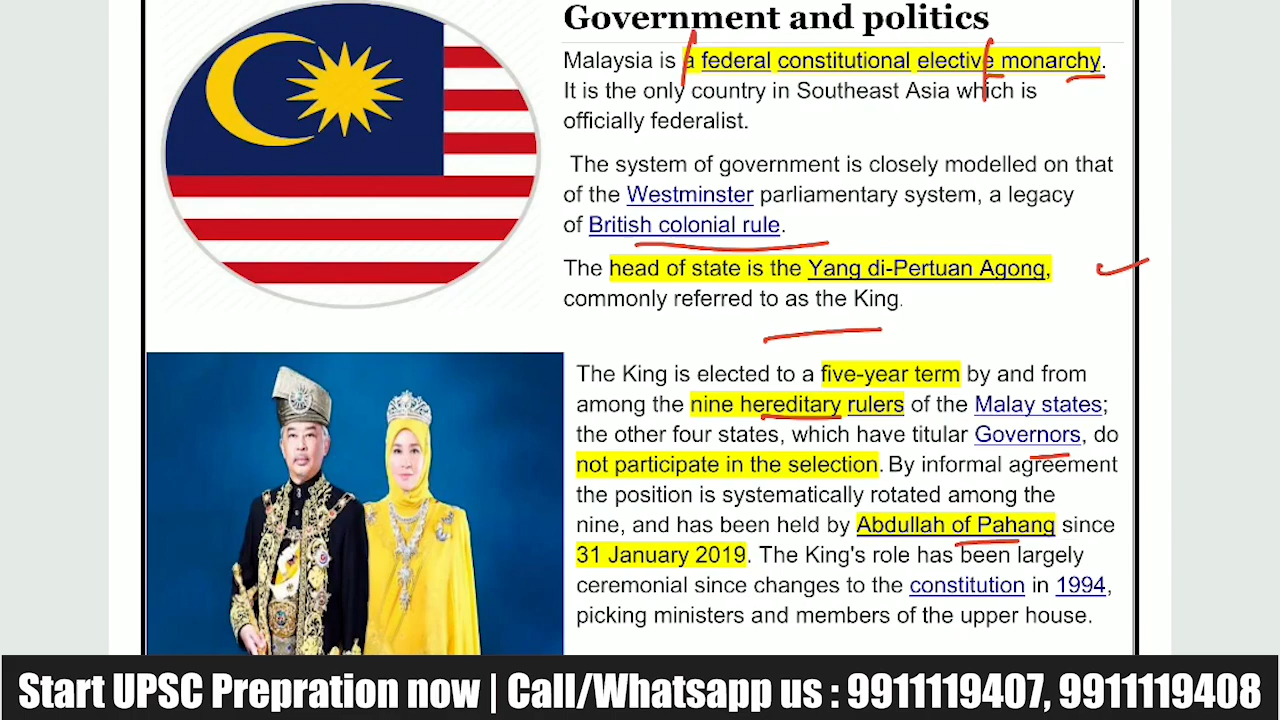 Government and politics
Malaysia is a federal constitutional elective monarchy.
It is the only country in Southeast Asia which is
officially federalist.
The system of government is closely modelled on that
of the Westminster parliamentary system, a legacy
of British colonial rule.
The head of state is the Yang di-Pertuan Agong,
commonly referred to as the King.
The King is elected to a five-year term by and from
among the nine hereditary rulers of the Malay states;
the other four states, which have titular Governors, do
not participate in the selection. By informal agreement
the position is systematically rotated among the
nine, and has been held by Abdullah of Pahang since
31 January 2019. The King's role has been largely
ceremonial since changes to the constitution in 1994,
picking ministers and members of the upper house.
Start UPSC Prepration now | Call/Whatsapp us : 9911119407, 9911119408